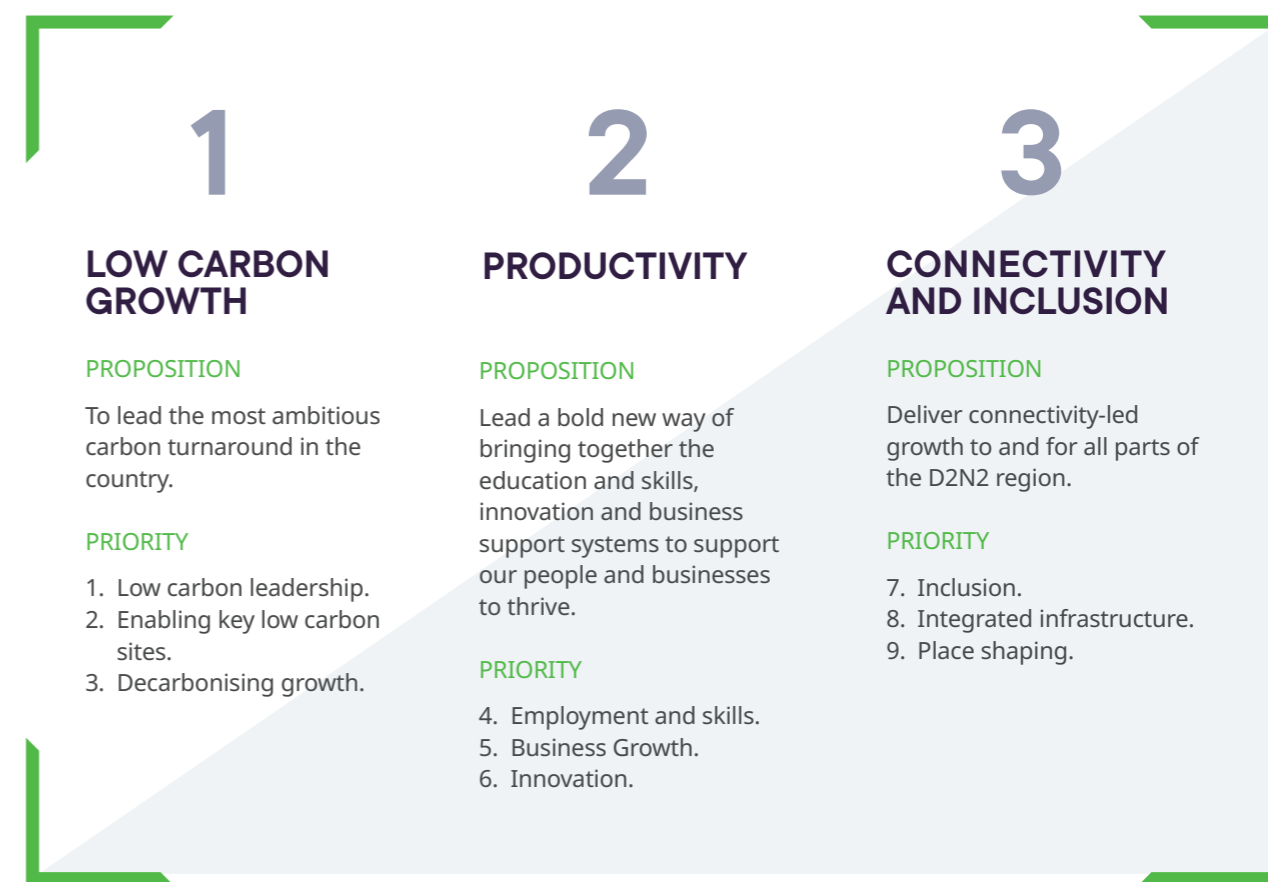 1
LOW CARBON
GROWTH
PROPOSITION
To lead the most ambitious
carbon turnaround in the
country.
PRIORITY
1. Low carbon leadership.
2. Enabling key low carbon
sites.
3. Decarbonising growth.
2
PRODUCTIVITY
PROPOSITION
Lead a bold new way of
bringing together the
education and skills,
innovation and business
support systems to support
our people and businesses
to thrive.
PRIORITY
4. Employment and skills.
5. Business Growth.
6. Innovation.
3
CONNECTIVITY
AND INCLUSION
PROPOSITION
Deliver connectivity-led
growth to and for all parts of
the D2N2 region.
PRIORITY
7. Inclusion.
8. Integrated infrastructure.
9. Place shaping.